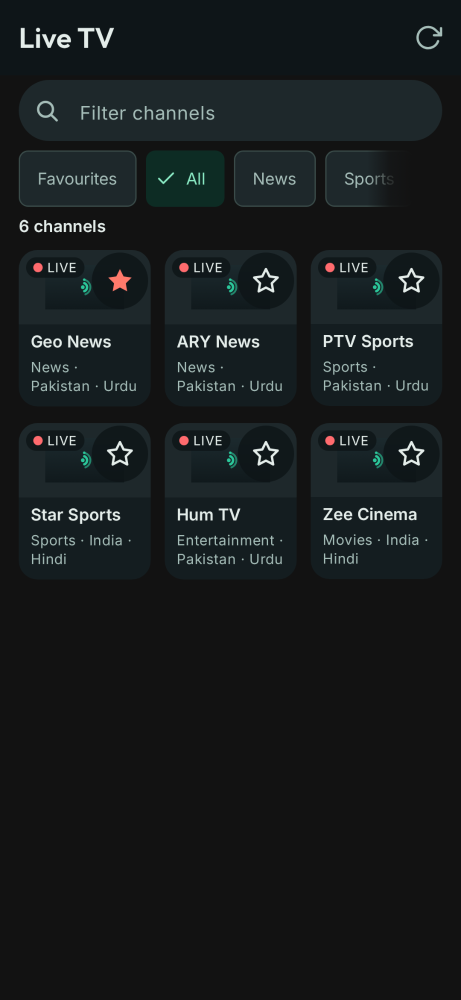 Live TV
Filter channels
Favourites
All
News
Sports
6 channels
LIVE
LIVE
LIVE
Geo News
ARY News
PTV Sports
News ·
Pakistan · Urdu
News ·
Pakistan · Urdu
Sports ·
Pakistan · Urdu
LIVE
LIVE
LIVE
Star Sports
Hum TV
Zee Cinema
Sports · India ·
Hindi
Entertainment ·
Pakistan · Urdu
Movies · India ·
Hindi